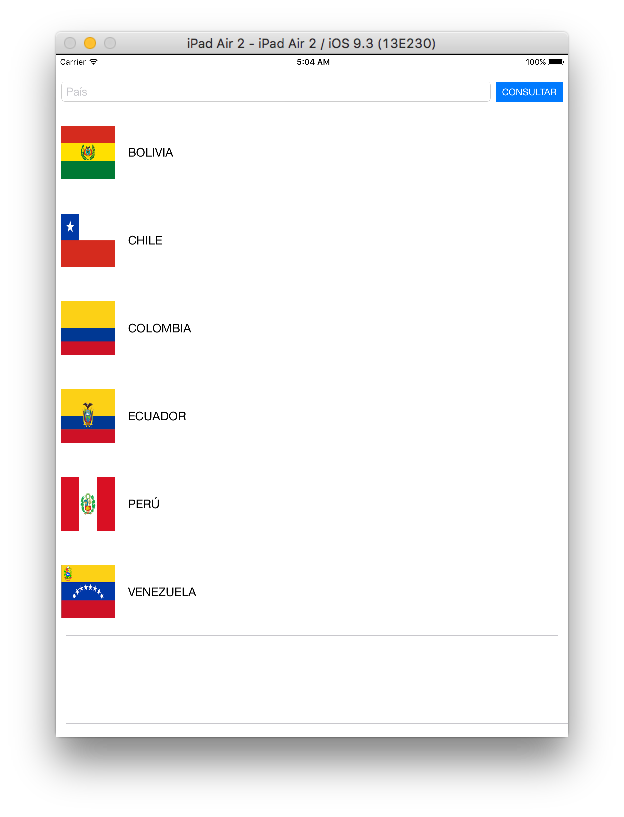 iPad Air 2 - iPad Air 2 / iOS 9.3 (13E230)
Carrier 5:04 AM 100%
País CONSULTAR
BOLIVIA
CHILE
COLOMBIA
ECUADOR
PERÚ
VENEZUELA